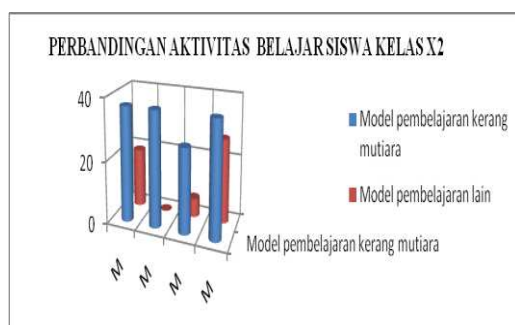 PERBANDINGAN AKTIVITAS BELAJAR SISWA KELAS X2
40
20
0
M
M
M
M
Model pembelajaran kerang
mutiara
Model pembelajaran lain
Model pembelajaran kerang mutiara